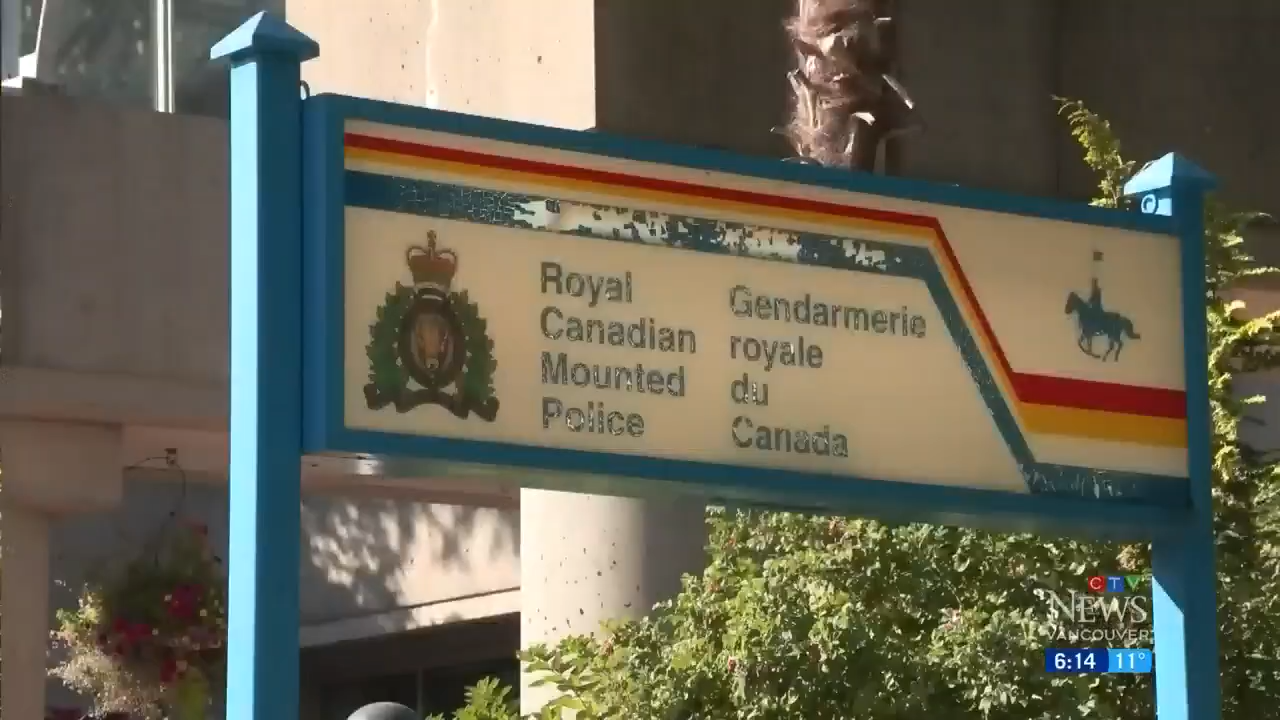 Royal
Canadian
Mounted
Police
Gendarmerie
royale
du
Canada
CTV
NEWS
VANCOUVER
6:14 11°